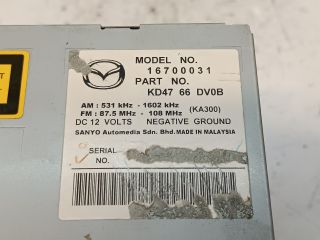 MODEL NO.
16700031
PART NO.
KD47 66 DV0B
AM : 531 kHz - 1602 kHz
FM : 87.5 MHz - 108 MHz (KA300)
DC 12 VOLTS NEGATIVE GROUND
SANYO Automedia Sdn. Bhd. MADE IN MALAYSIA
SERIAL
NO.